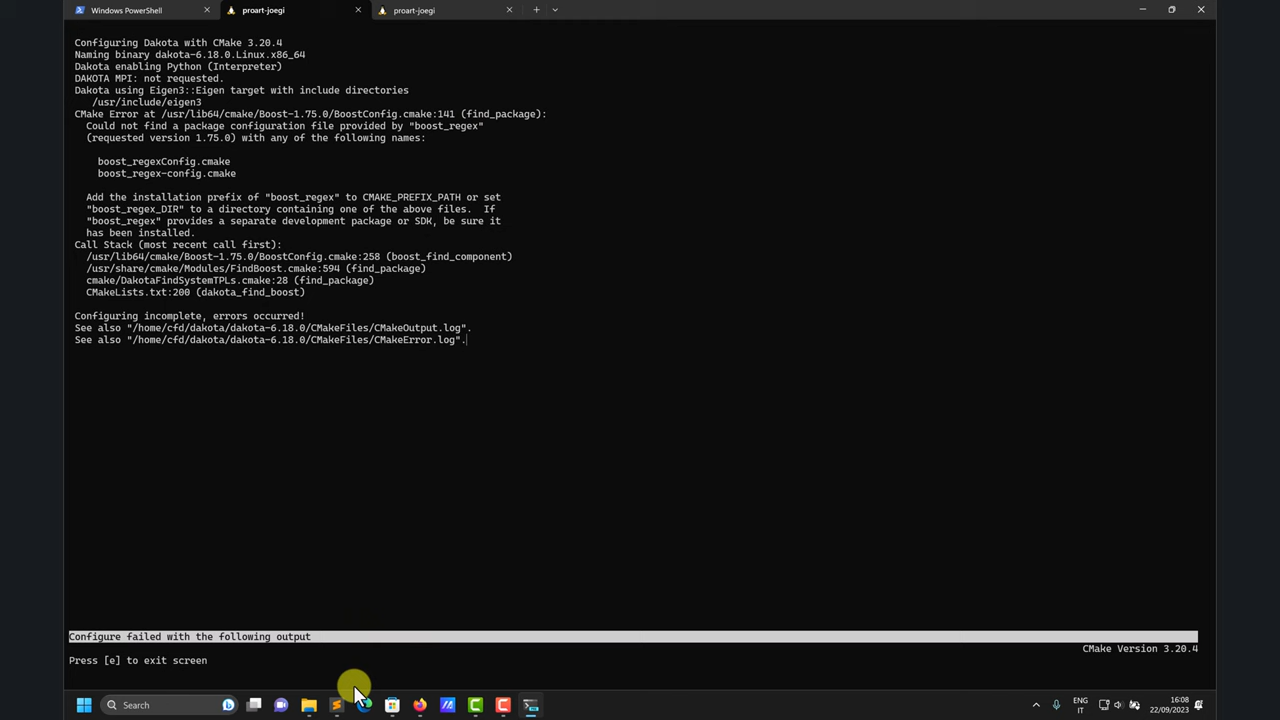 Windows PowerShell
proart-joegi
proart-joegi
Configuring Dakota with CMake 3.20.4
Naming binary dakota-6.18.0.Linux.x86_64
Dakota enabling Python (Interpreter)
DAKOTA MPI: not requested.
Dakota using Eigen3::Eigen target with include directories
/usr/include/eigen3
CMake Error at /usr/lib64/cmake/Boost-1.75.0/BoostConfig.cmake:141 (find_package):
Could not find a package configuration file provided by "boost_regex"
(requested version 1.75.0) with any of the following names:
boost_regexConfig.cmake
boost_regex-config.cmake
Add the installation prefix of "boost_regex" to CMAKE_PREFIX_PATH or set
"boost_regex_DIR" to a directory containing one of the above files.  If
"boost_regex" provides a separate development package or SDK, be sure it
has been installed.
Call Stack (most recent call first):
/usr/lib64/cmake/Boost-1.75.0/BoostConfig.cmake:258 (boost_find_component)
/usr/share/cmake/Modules/FindBoost.cmake:594 (find_package)
cmake/DakotaFindSystemTPLs.cmake:28 (find_package)
CMakeLists.txt:200 (dakota_find_boost)
Configuring incomplete, errors occurred!
See also "/home/cfd/dakota/dakota-6.18.0/CMakeFiles/CMakeOutput.log".
See also "/home/cfd/dakota/dakota-6.18.0/CMakeFiles/CMakeError.log".
Configure failed with the following output
CMake Version 3.20.4
Press [e] to exit screen
Search
ENG
IT
16:08
22/09/2023